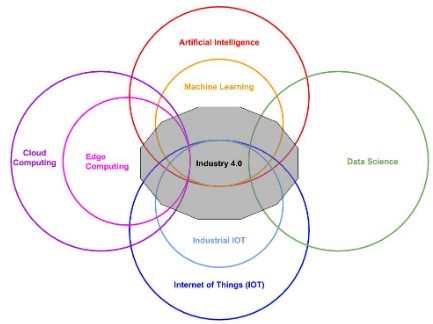 Artificial Intelligence
Machine Learning
Cloud
Computing
Edge
Computing
Industry 4.0
Data Science
Industrial IOT
Internet of Things (IOT)